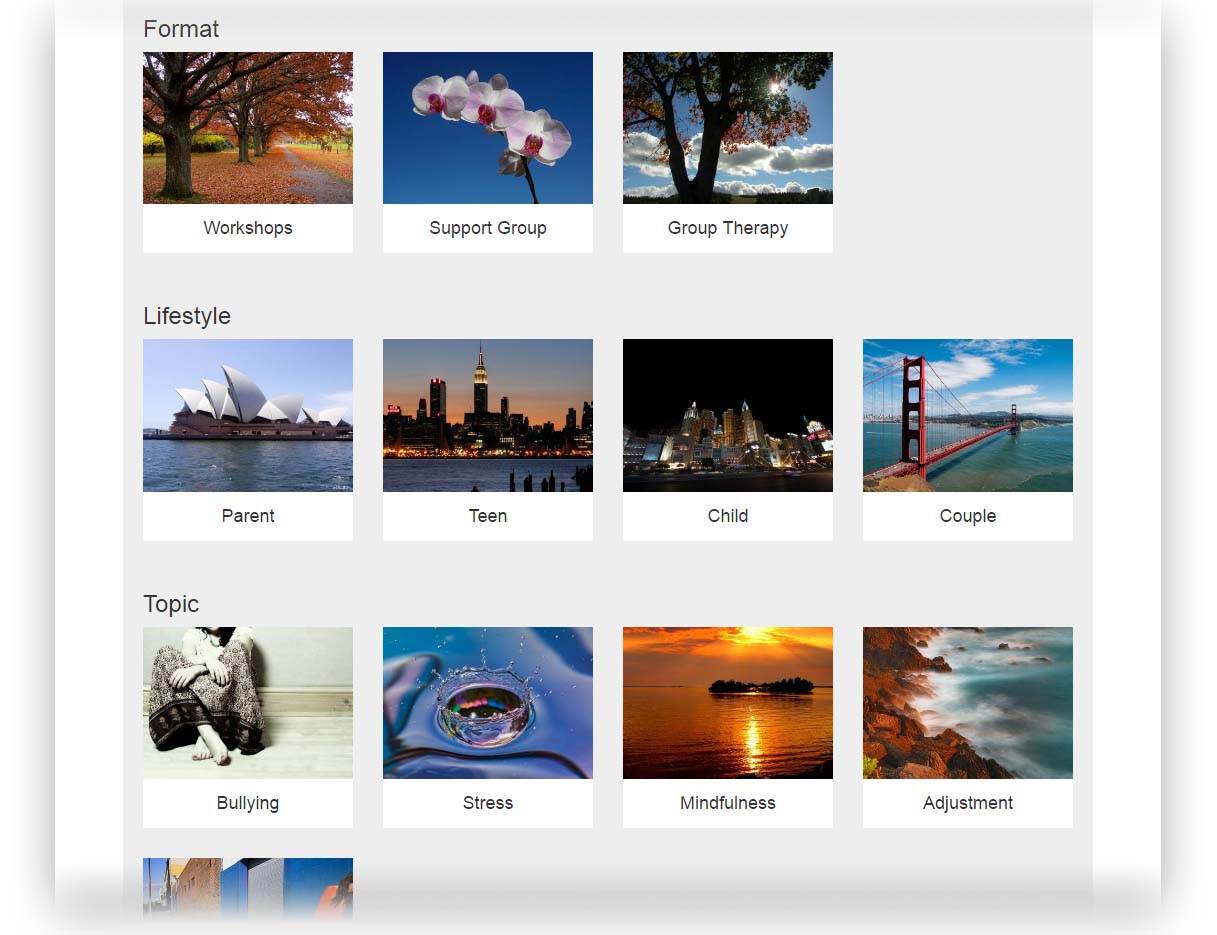 Format
Workshops
Support Group
Group Therapy
Lifestyle
Parent
Teen
Child
Couple
Topic
Bullying
Stress
Mindfulness
Adjustment